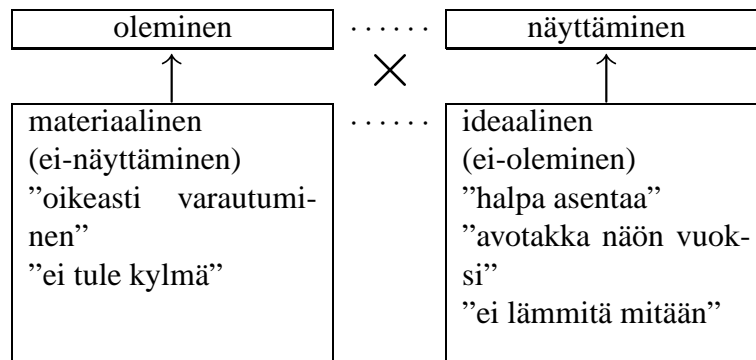 oleminen ...... näyttäminen
materiaalinen
(ei-näyttäminen)
”oikeasti varautumi-
nen”
”ei tule kylmä”
...... ideaalinen
(ei-oleminen)
”halpa asentaa”
”avotakka näön vuok-
si”
”ei lämmitä mitään”